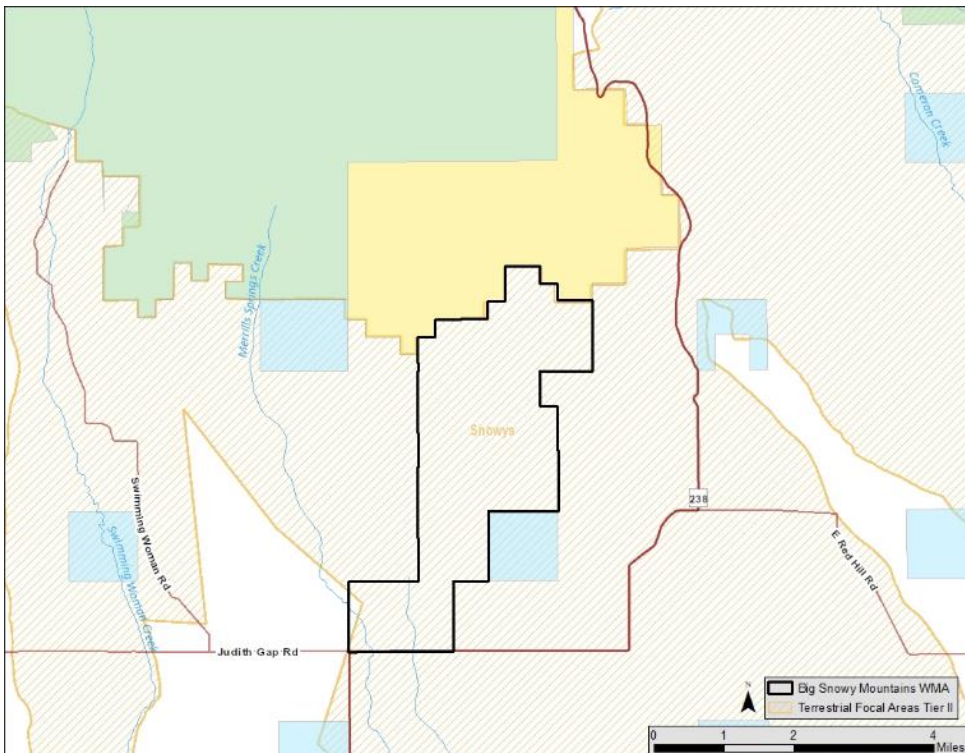 Cameron Creek
Merrills Springs Creek
Snowys
Swimming Woman Rd
238
Swimming Woman Creek
E Red Hill Rd
Judith Gap Rd
N
Big Snowy Mountains WMA
Terrestrial Focal Areas Tier II
0 1 2 4
Miles